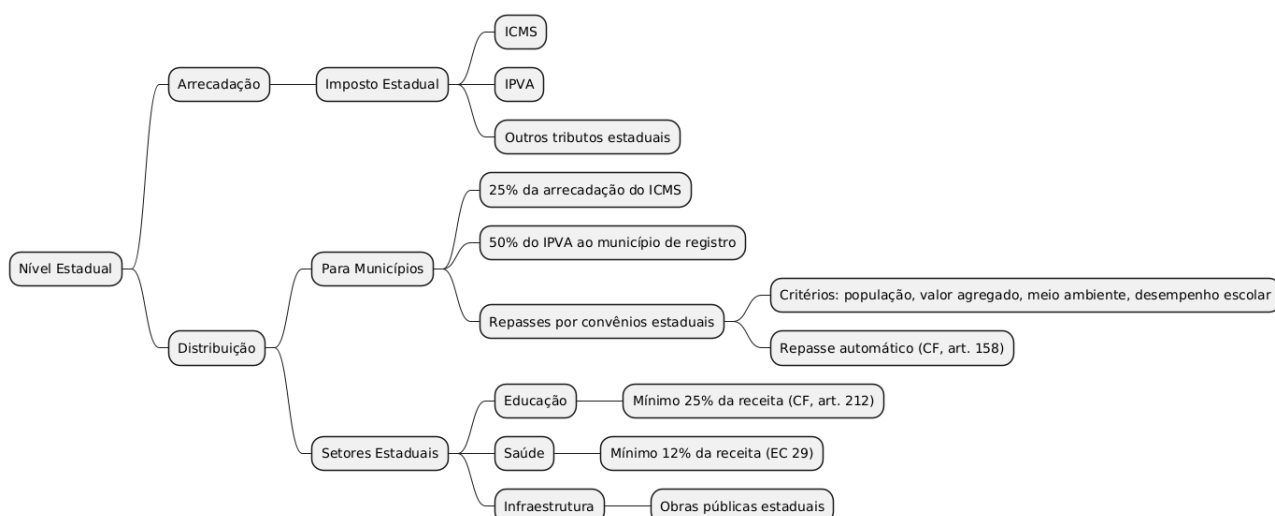 Nível Estadual
Arrecadação
Imposto Estadual
ICMS
IPVA
Outros tributos estaduais
Distribuição
Para Municípios
25% da arrecadação do ICMS
50% do IPVA ao município de registro
Repasses por convênios estaduais
Critérios: população, valor agregado, meio ambiente, desempenho escolar
Repasse automático (CF, art. 158)
Setores Estaduais
Educação
Mínimo 25% da receita (CF, art. 212)
Saúde
Mínimo 12% da receita (EC 29)
Infraestrutura
Obras públicas estaduais